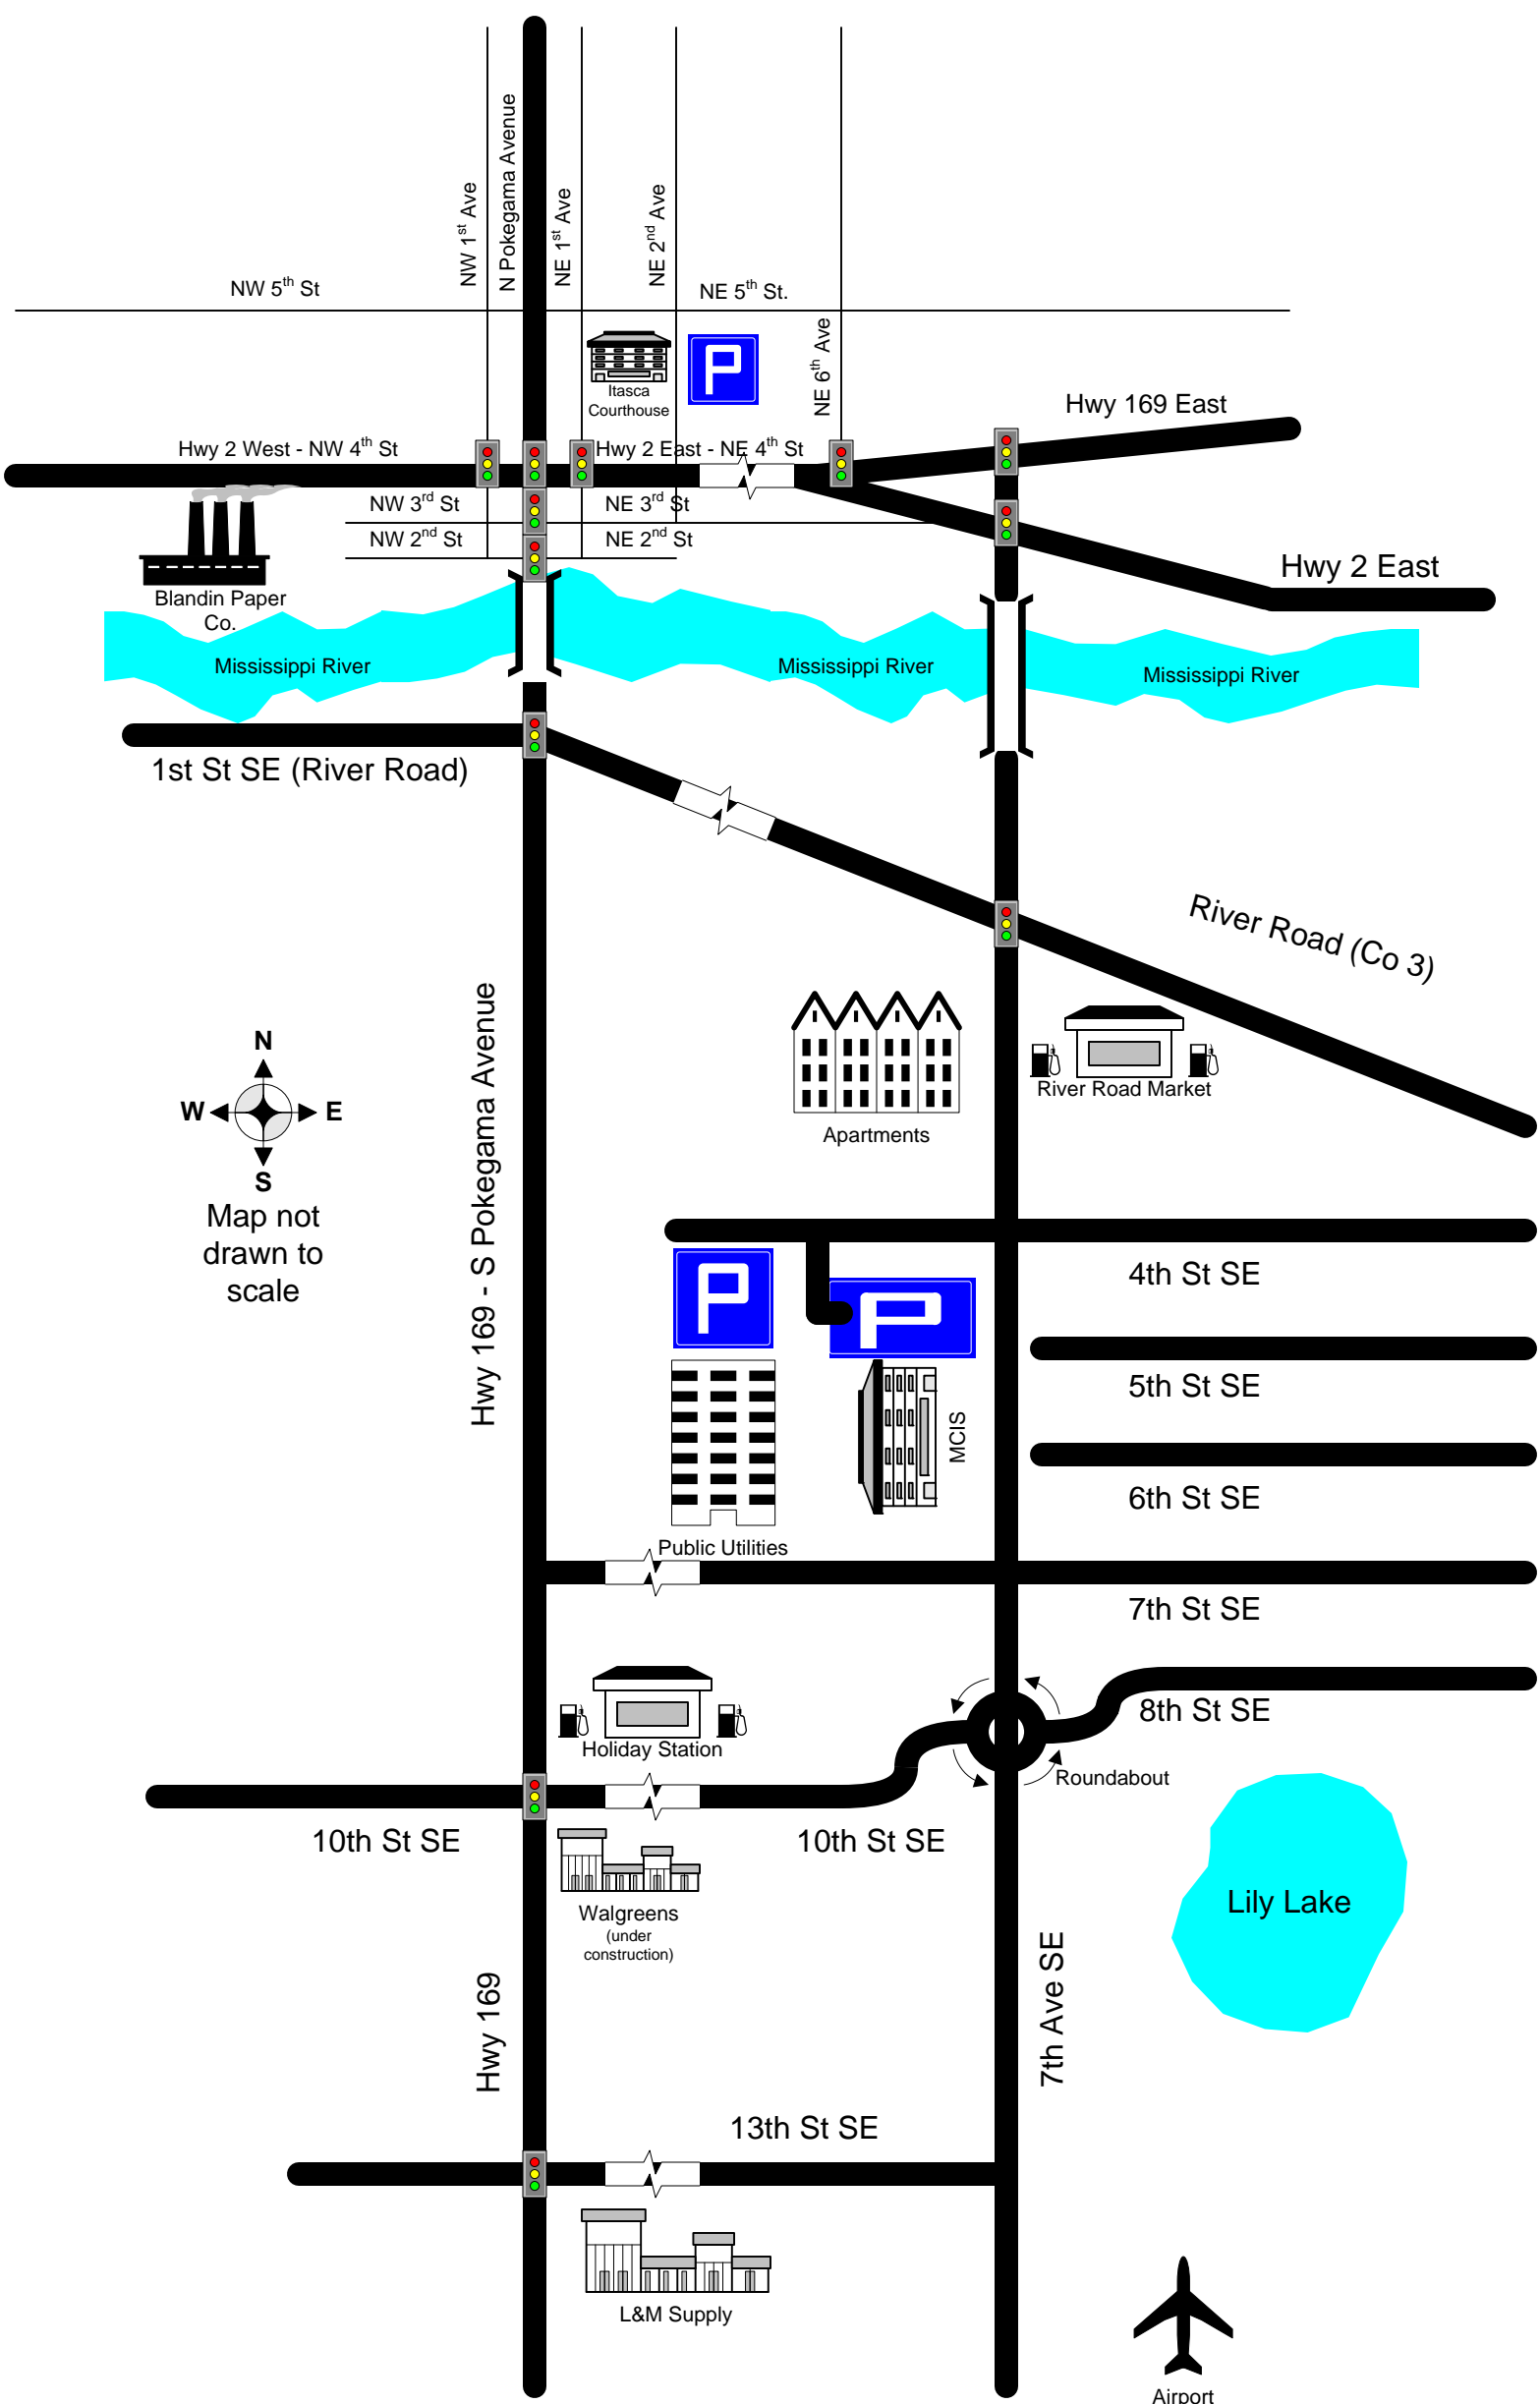 NW 1st Ave
N Pokegama Avenue
NE 1st Ave
NE 2nd Ave
NW 5th St
NE 5th St.
NE 6th Ave
P
Itasca
Courthouse
Hwy 169 East
Hwy 2 West - NW 4th St
Hwy 2 East - NE 4th St
NW 3rd St
NE 3rd St
NW 2nd St
NE 2nd St
Hwy 2 East
Blandin Paper
Co.
Mississippi River
Mississippi River
Mississippi River
1st St SE (River Road)
River Road (Co 3)
Hwy 169 - S Pokegama Avenue
N
W
E
S
Map not
drawn to
scale
Apartments
River Road Market
4th St SE
P
P
5th St SE
MCIS
6th St SE
Public Utilities
7th St SE
8th St SE
Holiday Station
Roundabout
10th St SE
10th St SE
Walgreens
(under
construction)
Lily Lake
Hwy 169
7th Ave SE
13th St SE
L&M Supply
Airport